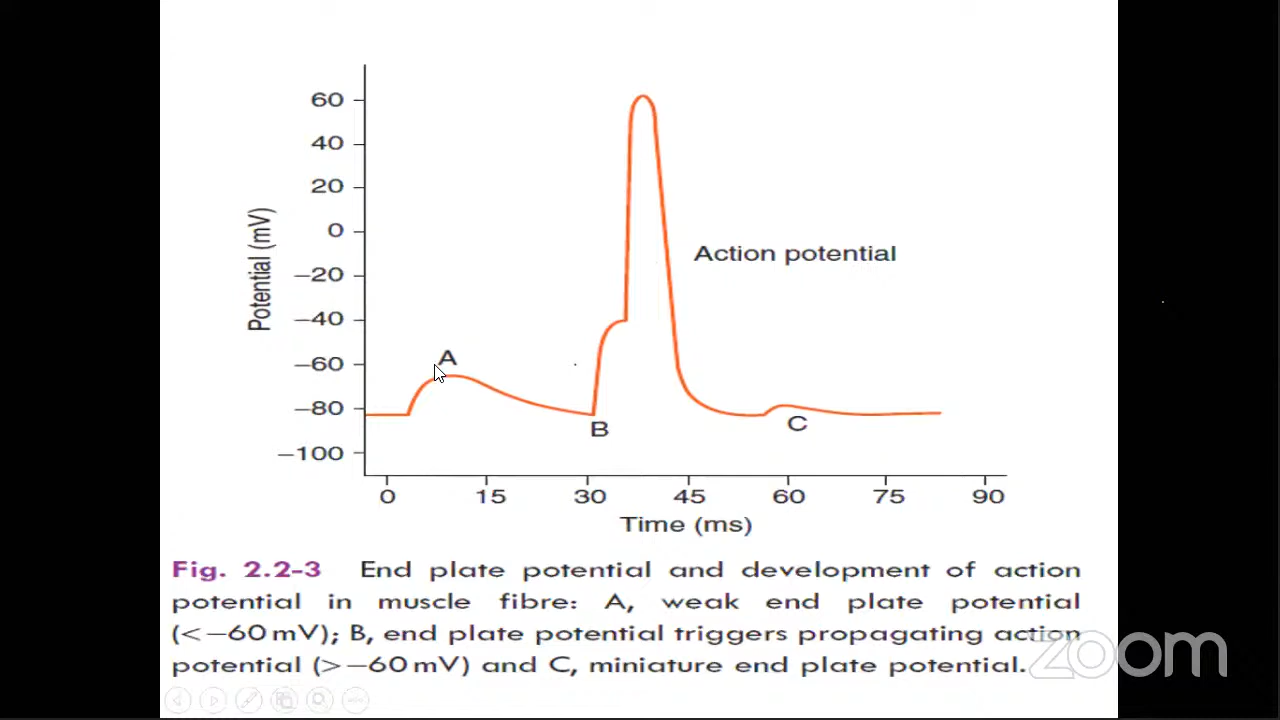 60
40
20
0
−20
−40
−60
−80
−100
Potential (mV)
A
B
C
Action potential
0 15 30 45 60 75 90
Time (ms)
Fig. 2.2-3 End plate potential and development of action
potential in muscle fibre: A, weak end plate potential
(<−60 mV); B, end plate potential triggers propagating action
potential (>−60 mV) and C, miniature end plate potential.
zoom